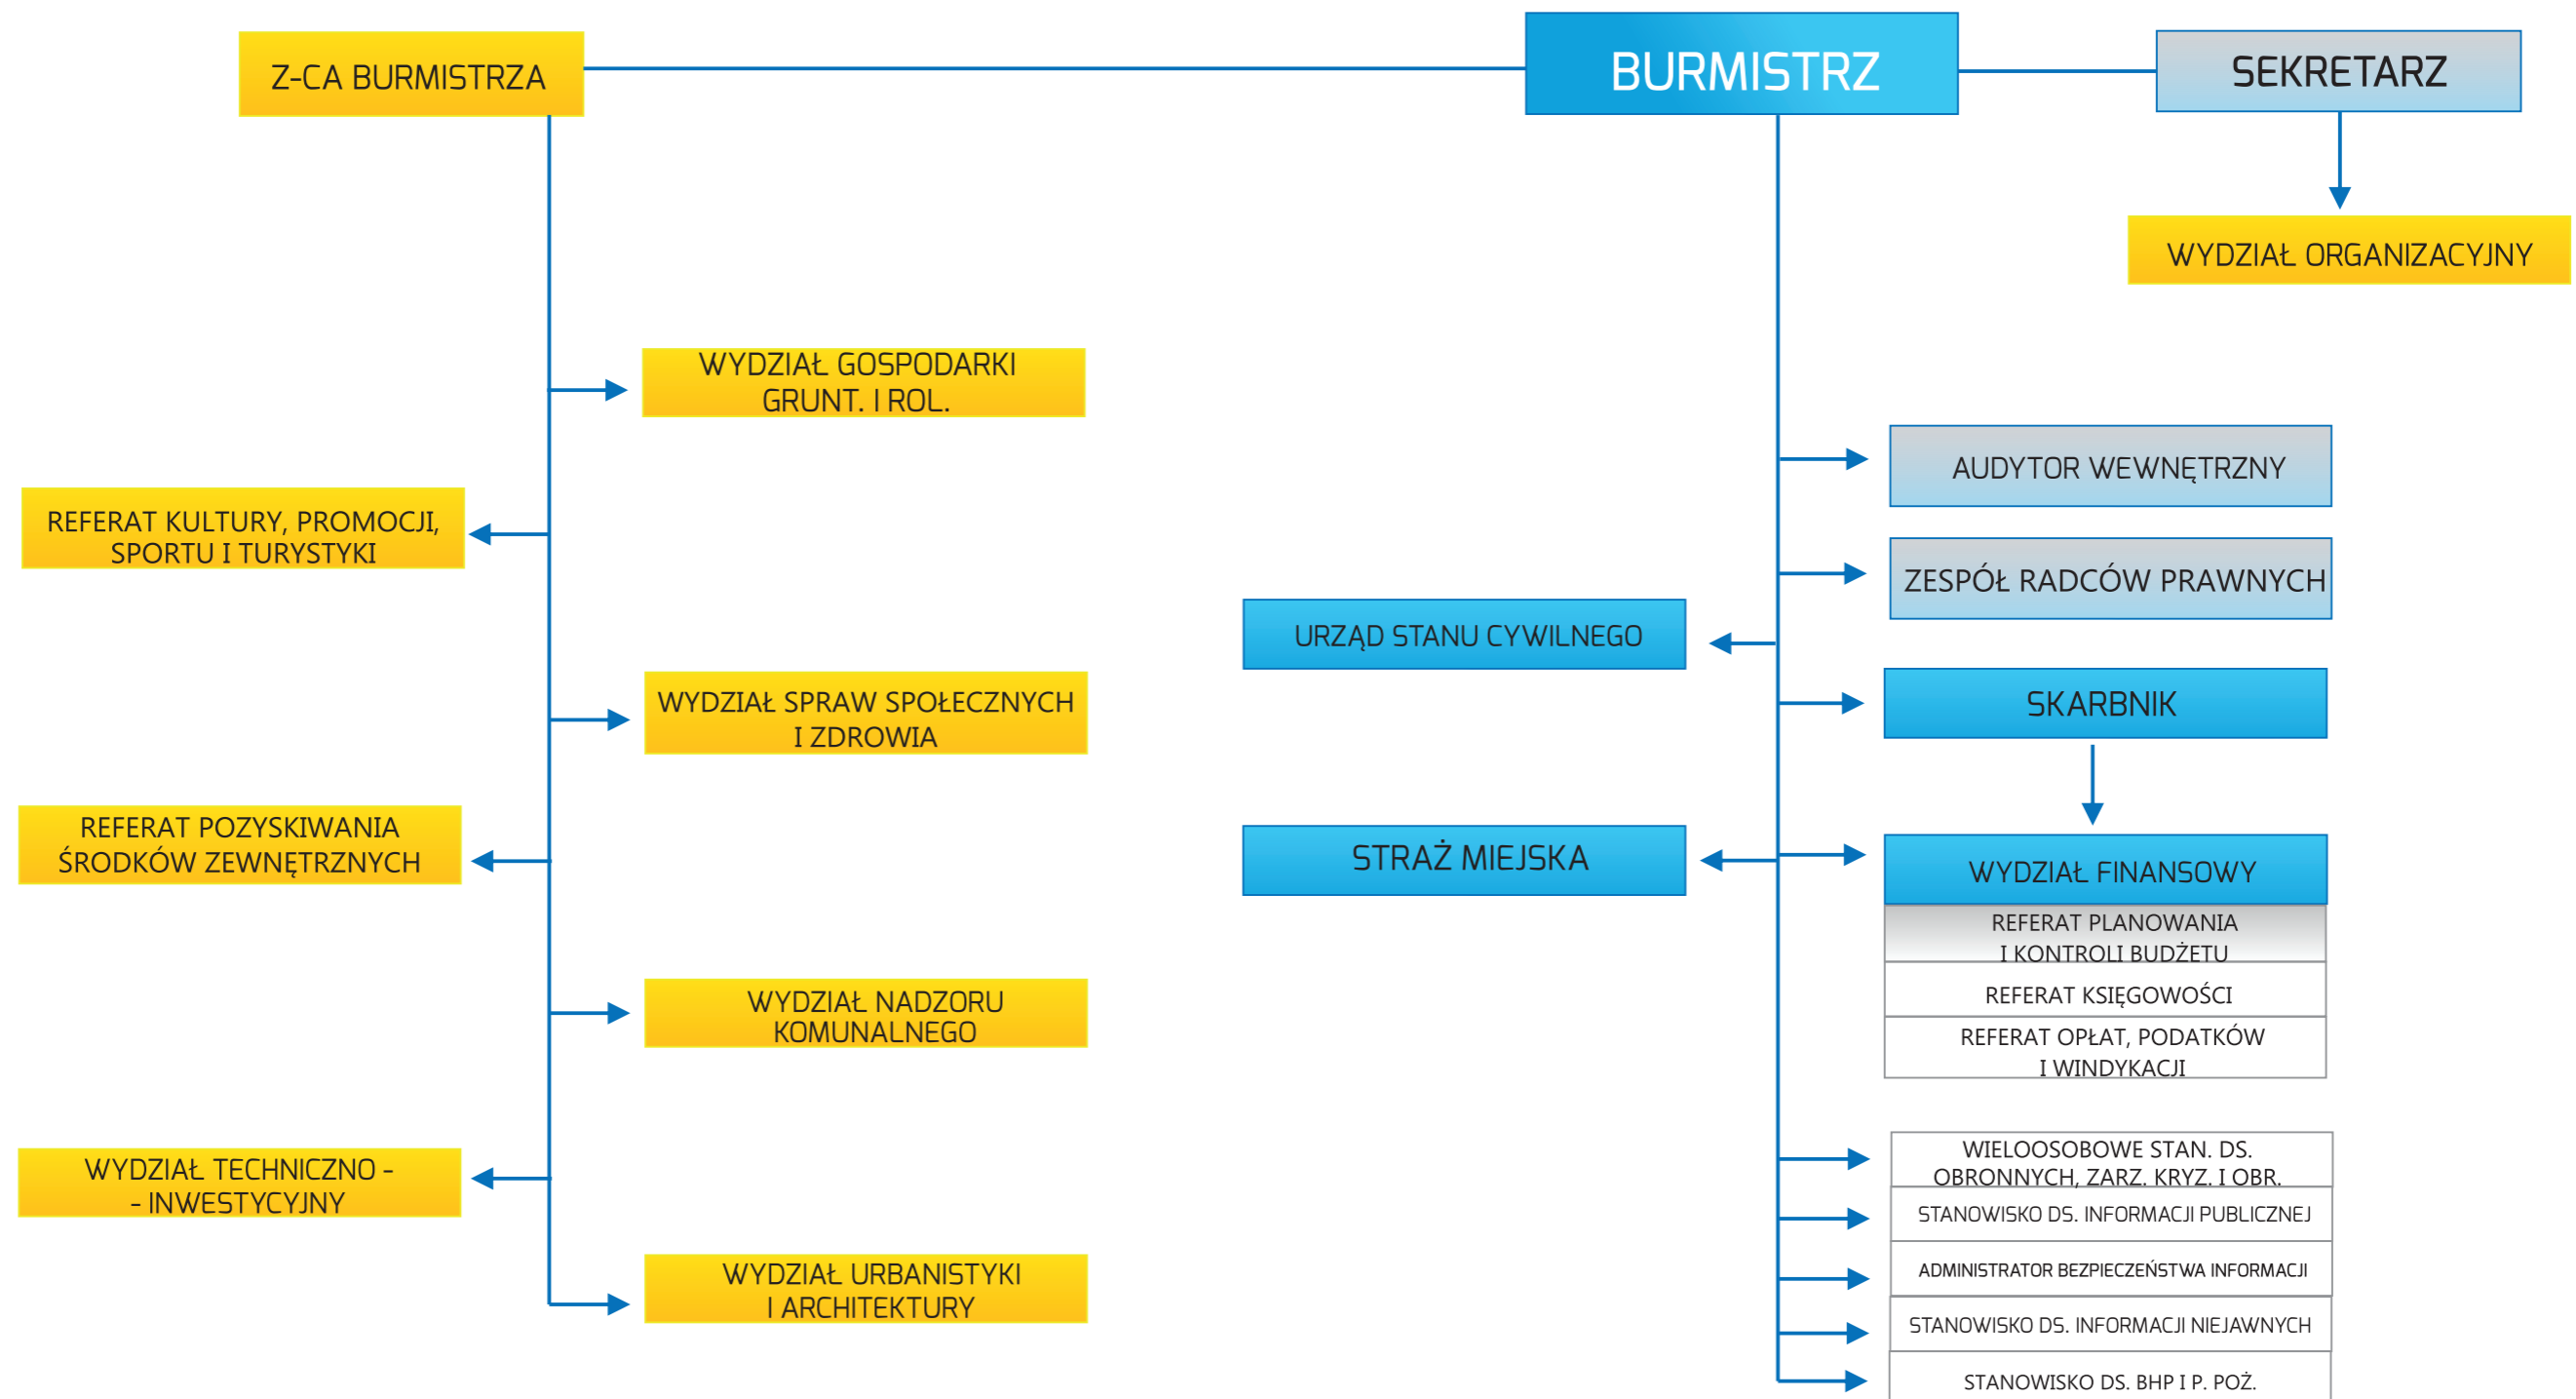 Z-CA BURMISTRZA
BURMISTRZ
SEKRETARZ
WYDZIAŁ ORGANIZACYJNY
WYDZIAŁ GOSPODARKI
GRUNT. I ROL.
REFERAT KULTURY, PROMOCJI,
SPORTU I TURYSTYKI
WYDZIAŁ SPRAW SPOŁECZNYCH
I ZDROWIA
REFERAT POZYSKIWANIA
ŚRODKÓW ZEWNĘTRZNYCH
WYDZIAŁ NADZORU
KOMUNALNEGO
WYDZIAŁ TECHNICZNO -
- INWESTYCYJNY
WYDZIAŁ URBANISTYKI
I ARCHITEKTURY
AUDYTOR WEWNĘTRZNY
ZESPÓŁ RADCÓW PRAWNYCH
URZĄD STANU CYWILNEGO
SKARBNIK
STRAŻ MIEJSKA
WYDZIAŁ FINANSOWY
REFERAT PLANOWANIA
I KONTROLI BUDŻETU
REFERAT KSIĘGOWOŚCI
REFERAT OPŁAT, PODATKÓW
I WINDYKACJI
WIELOOSOBOWE STAN. DS.
OBRONNYCH, ZARZ. KRYZ. I OBR.
STANOWISKO DS. INFORMACJI PUBLICZNEJ
ADMINISTRATOR BEZPIECZEŃSTWA INFORMACJI
STANOWISKO DS. INFORMACJI NIEJAWNYCH
STANOWISKO DS. BHP I P. POŻ.